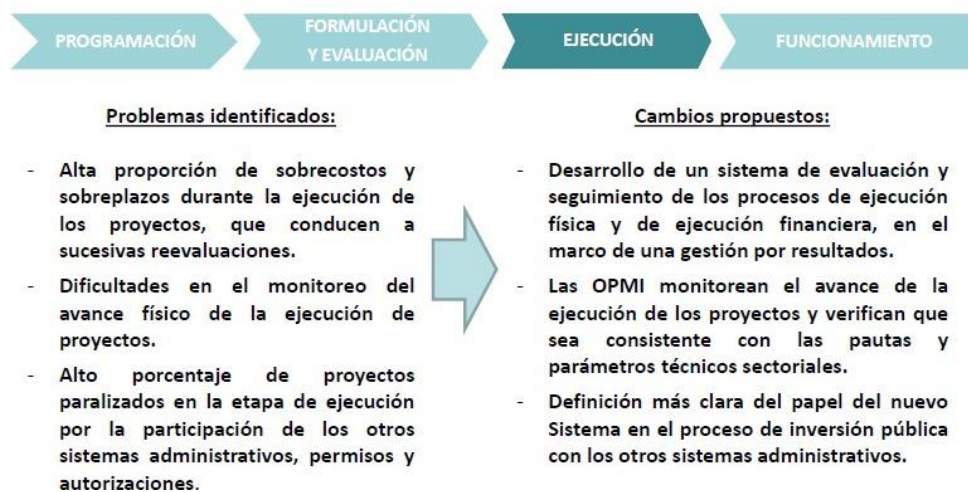 PROGRAMACIÓN
FORMULACIÓN
Y EVALUACIÓN
EJECUCIÓN
FUNCIONAMIENTO
Problemas identificados:
- Alta proporción de sobrecostos y
sobreplazos durante la ejecución de
los proyectos, que conducen a
sucesivas reevaluaciones.
- Dificultades en el monitoreo del
avance físico de la ejecución de
proyectos.
- Alto porcentaje de proyectos
paralizados en la etapa de ejecución
por la participación de los otros
sistemas administrativos, permisos y
autorizaciones.
Cambios propuestos:
- Desarrollo de un sistema de evaluación y
seguimiento de los procesos de ejecución
física y de ejecución financiera, en el
marco de una gestión por resultados.
- Las OPMI monitorean el avance de la
ejecución de los proyectos y verifican que
sea consistente con las pautas y
parámetros técnicos sectoriales.
- Definición más clara del papel del nuevo
Sistema en el proceso de inversión pública
con los otros sistemas administrativos.